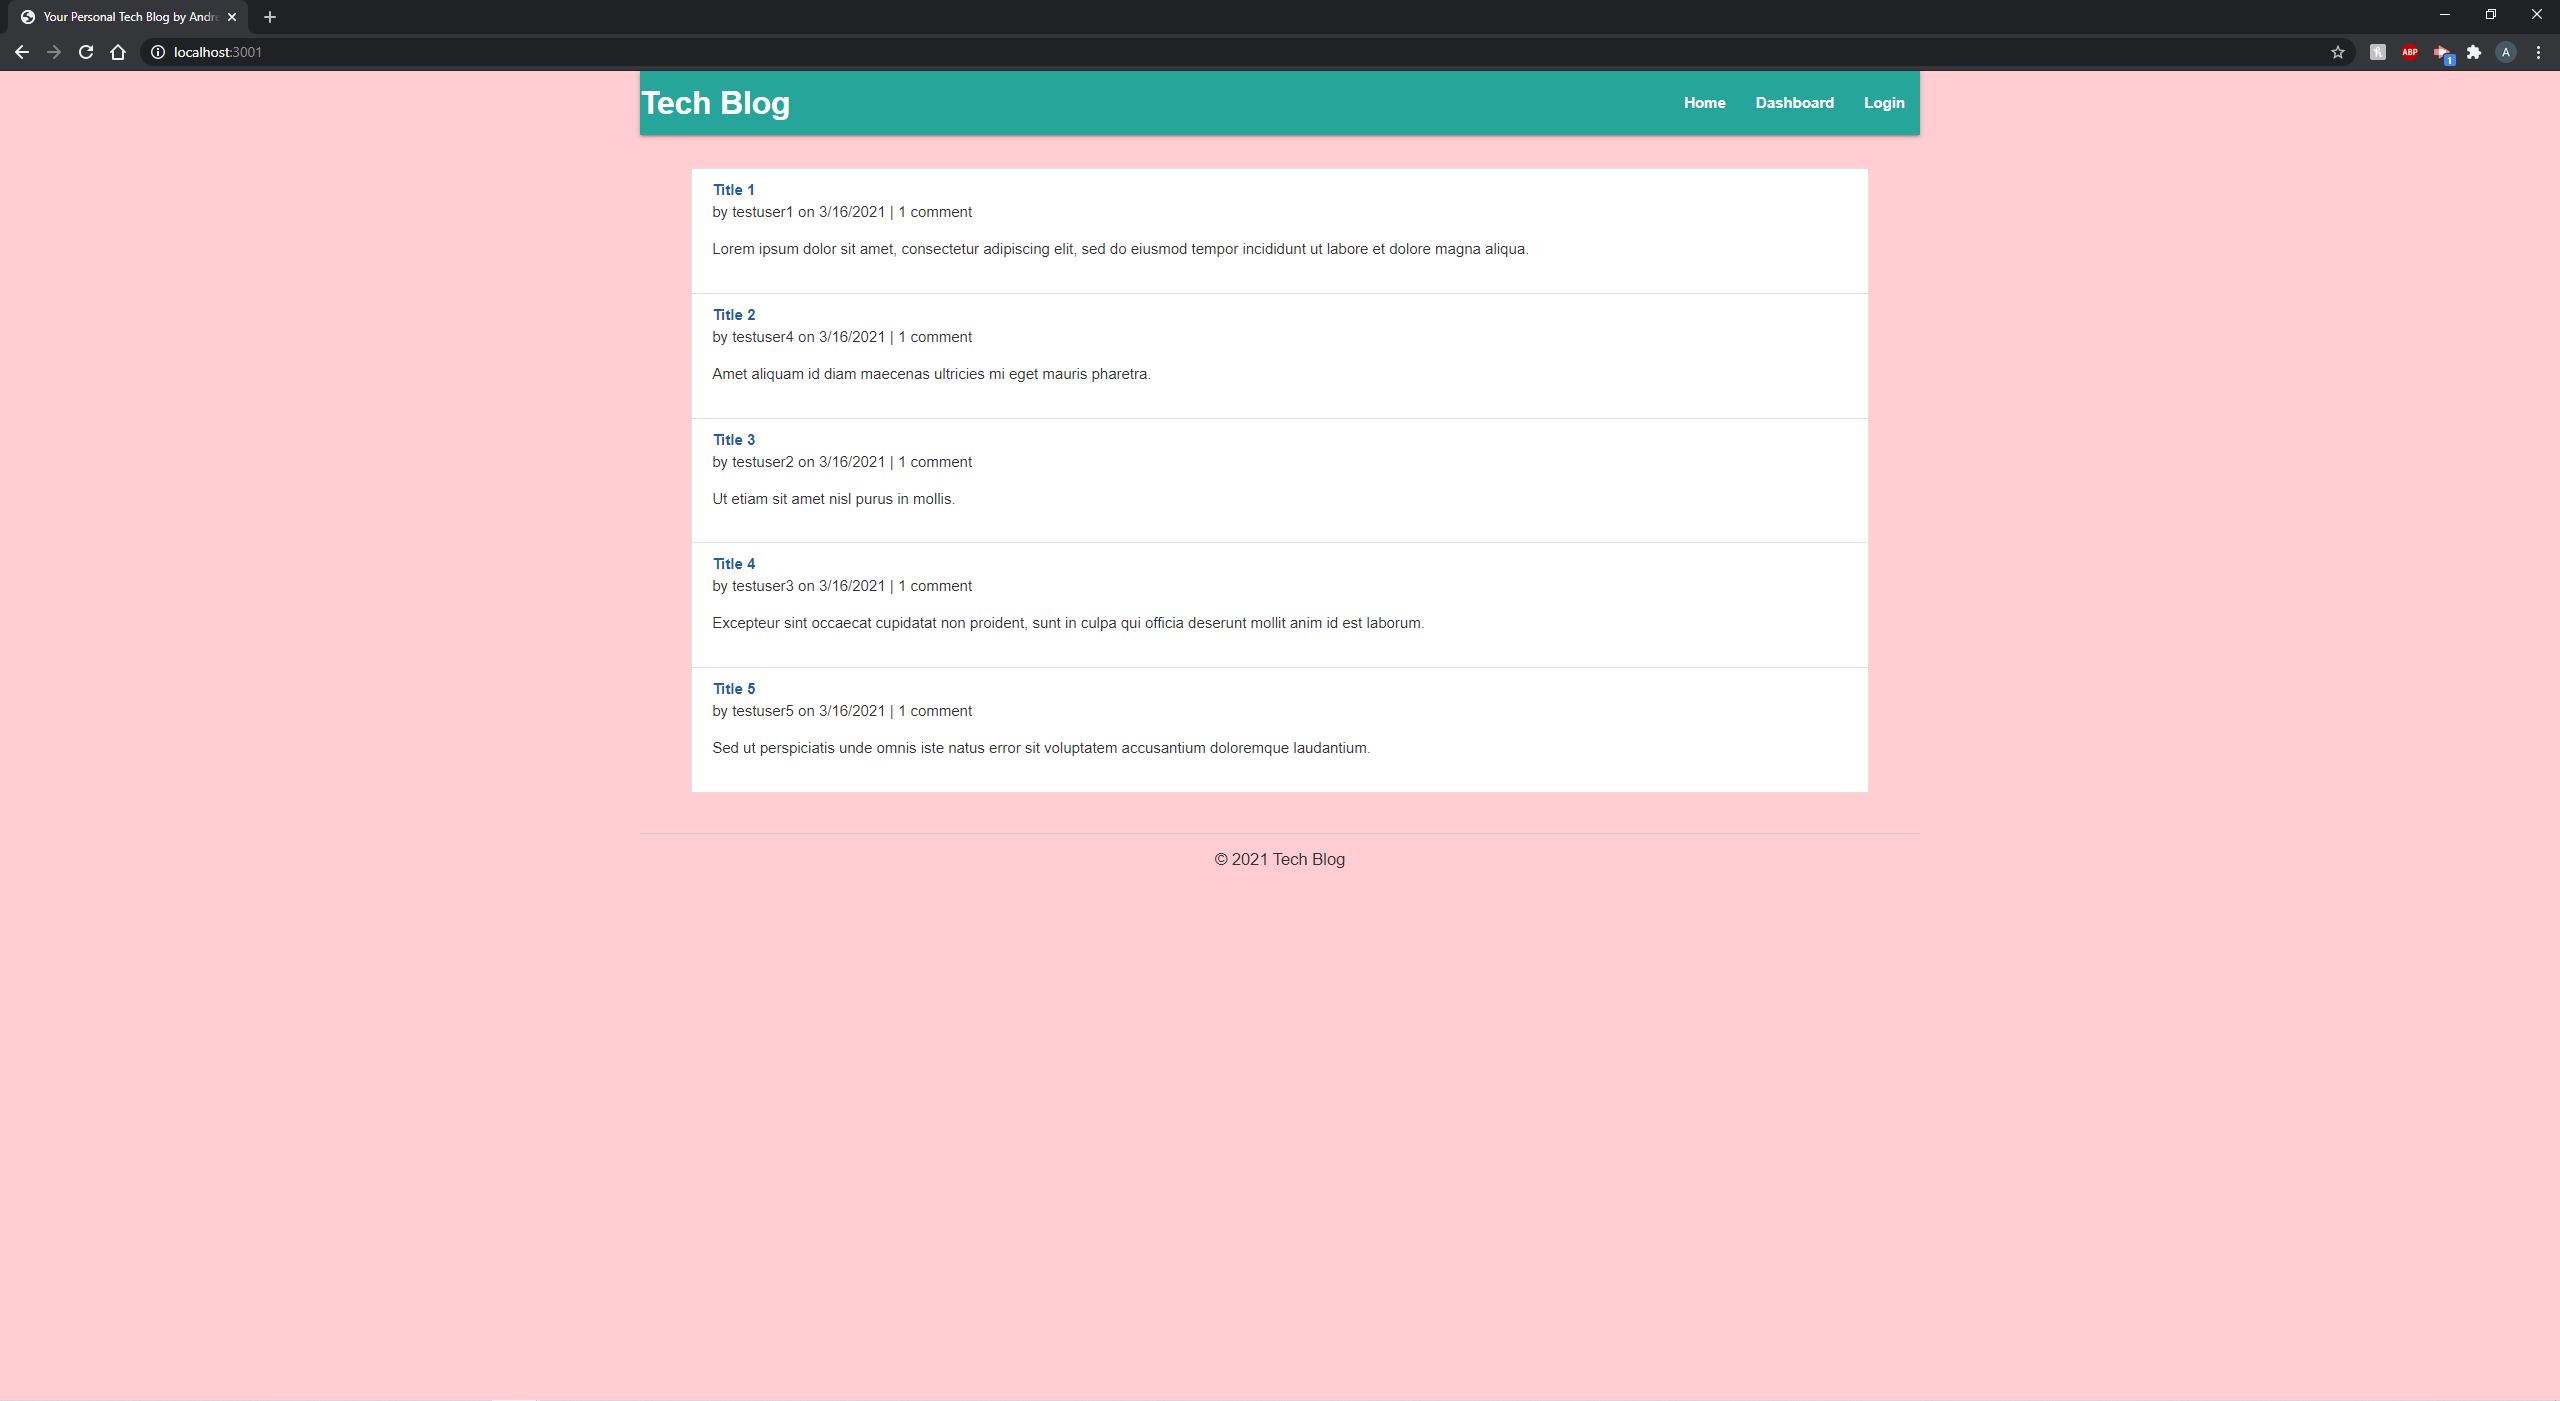 Your Personal Tech Blog by Andre
localhost:3001
ABP
1
A
Tech Blog
Home Dashboard Login
Title 1
by testuser1 on 3/16/2021 | 1 comment
Lorem ipsum dolor sit amet, consectetur adipiscing elit, sed do eiusmod tempor incididunt ut labore et dolore magna aliqua.
Title 2
by testuser4 on 3/16/2021 | 1 comment
Amet aliquam id diam maecenas ultricies mi eget mauris pharetra.
Title 3
by testuser2 on 3/16/2021 | 1 comment
Ut etiam sit amet nisl purus in mollis.
Title 4
by testuser3 on 3/16/2021 | 1 comment
Excepteur sint occaecat cupidatat non proident, sunt in culpa qui officia deserunt mollit anim id est laborum.
Title 5
by testuser5 on 3/16/2021 | 1 comment
Sed ut perspiciatis unde omnis iste natus error sit voluptatem accusantium doloremque laudantium.
© 2021 Tech Blog